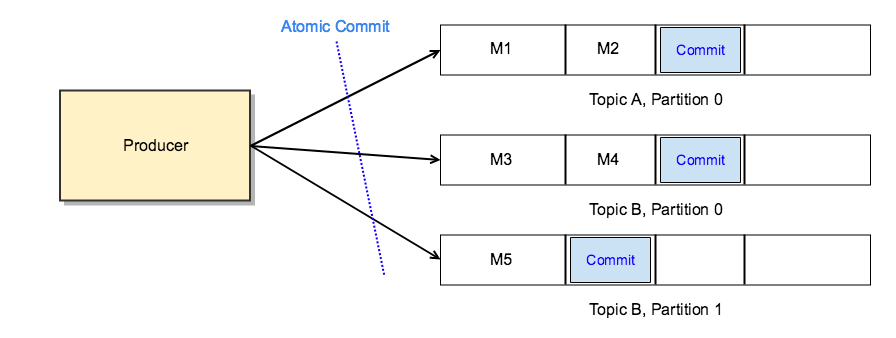 Atomic Commit
Producer
M1 M2 Commit
Topic A, Partition 0
M3 M4 Commit
Topic B, Partition 0
M5 Commit
Topic B, Partition 1